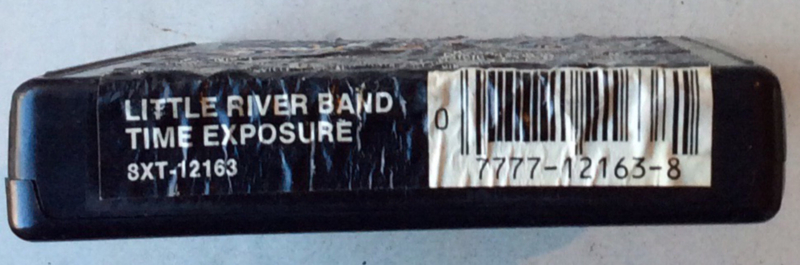 LITTLE RIVER BAND
TIME EXPOSURE
8XT-12163
0
7777-12163-8